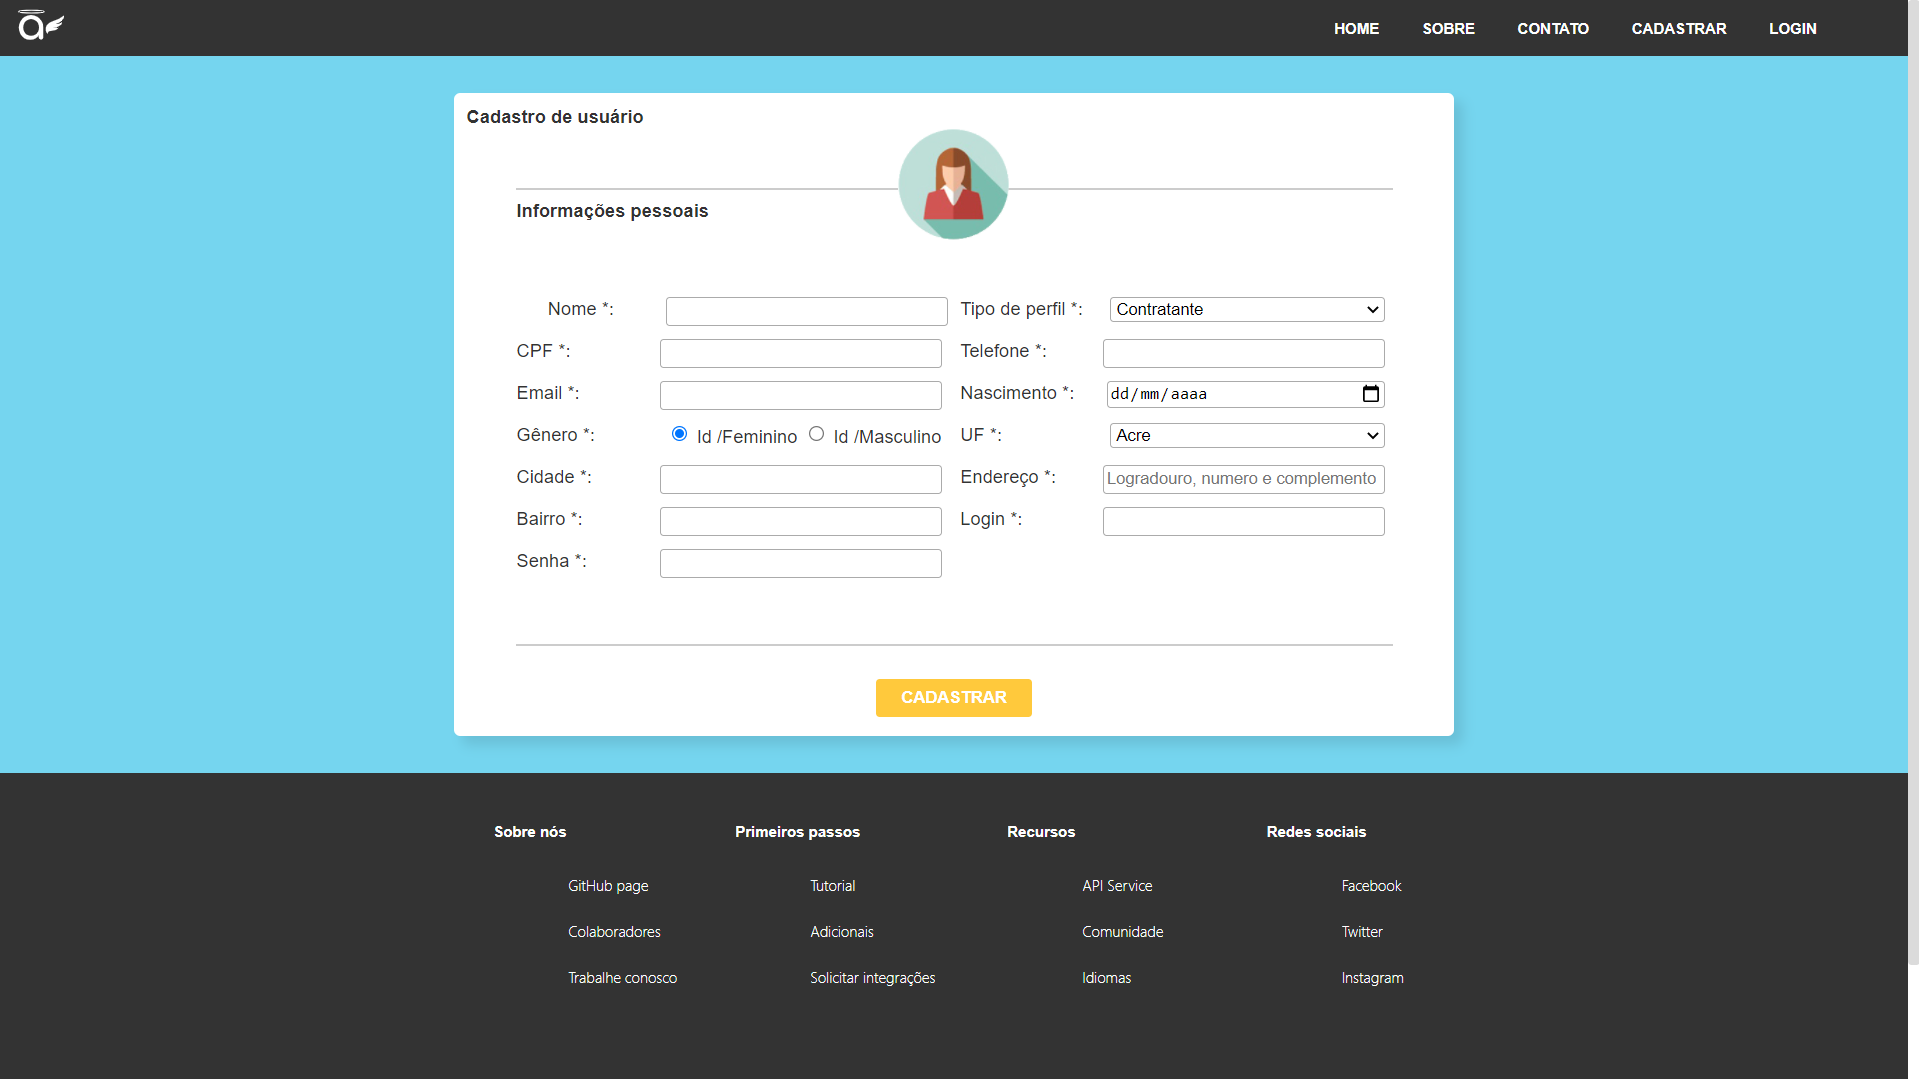 HOME SOBRE CONTATO CADASTRAR LOGIN
Cadastro de usuário
Informações pessoais
Nome *: Tipo de perfil *: Contratante
CPF *: Telefone *:
Email *: Nascimento *: dd/mm/aaaa
Gênero *: Id /Feminino Id /Masculino UF *: Acre
Cidade *: Endereço *: Logradouro, numero e complemento
Bairro *: Login *:
Senha *:
CADASTRAR
Sobre nós Primeiros passos Recursos Redes sociais
GitHub page Tutorial API Service Facebook
Colaboradores Adicionais Comunidade Twitter
Trabalhe conosco Solicitar integrações Idiomas Instagram